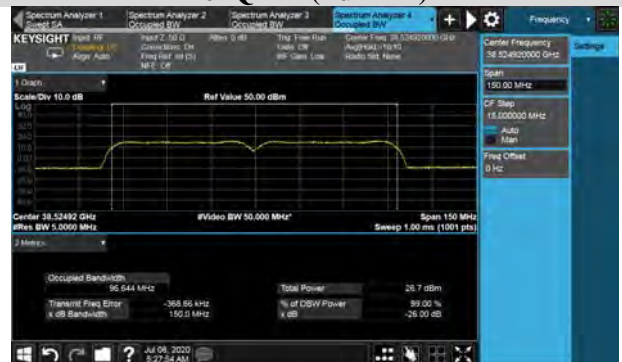 Spectrum Analyzer 1
Swept SA
Spectrum Analyzer 2
Occupied BW
Spectrum Analyzer 3
Occupied BW
Spectrum Analyzer 4
Occupied BW
Frequency
KEYSIGHT Input: RF
Align: Auto
Input Z: 50 Ω
Corrections: Off
Freq Ref: Int (S)
NFE: Off
Atten: 0 dB
Trig: Free Run
Gate: Off
#IF Gain: Low
Center Freq: 38.524920000 GHz
Avg|Hold: 10/10
Radio Std: None
Center Frequency
38.524920000 GHz
Settings
Span
150.00 MHz
CF Step
15.000000 MHz
Auto
Man
Freq Offset
0 Hz
1 Graph
Scale/Div 10.0 dB
Ref Value 50.00 dBm
Log
Center 38.52492 GHz
#Video BW 50.000 MHz*
Span 150 MHz
#Res BW 5.0000 MHz
Sweep 1.00 ms (1001 pts)
2 Metrics
Occupied Bandwidth
96.644 MHz
Total Power
26.7 dBm
Transmit Freq Error
-368.66 kHz
% of OBW Power
99.00 %
x dB Bandwidth
150.0 MHz
x dB
-26.00 dB
Jul 08, 2020
5:27:54 AM